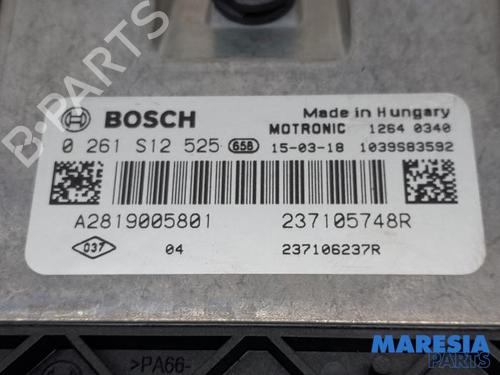 BOSCH
Made in Hungary
MOTRONIC 1264 0340
0 261 S12 525 658 15-03-18 1039S83592
A2819005801 237105748R
037 04 237106237R
>PA66-
B-PARTS
MARESIA
PARTS